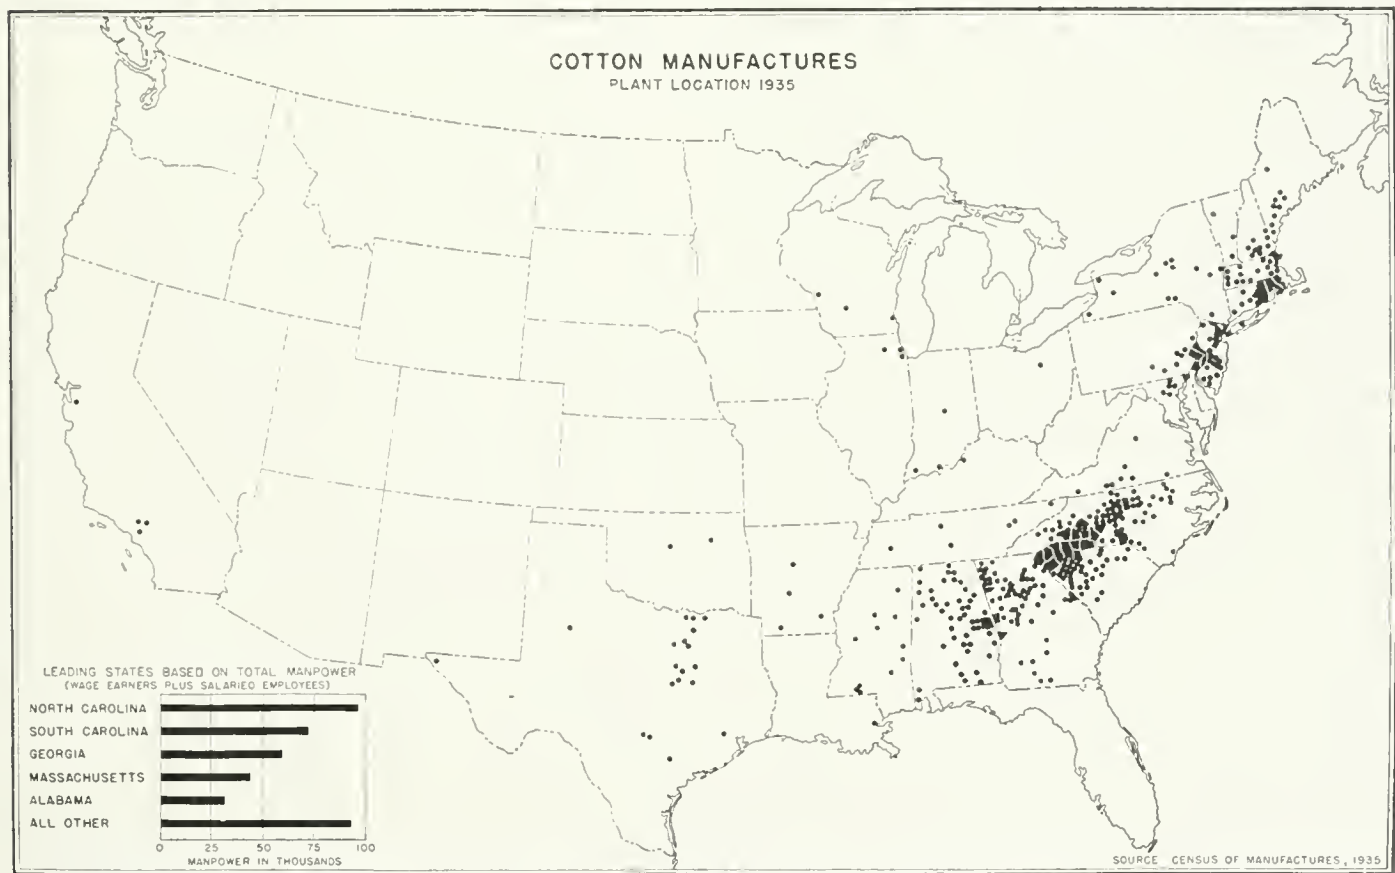 COTTON MANUFACTURES
PLANT LOCATION 1935
LEADING STATES BASED ON TOTAL MANPOWER
(WAGE EARNERS PLUS SALARIED EMPLOYEES)
NORTH CAROLINA
SOUTH CAROLINA
GEORGIA
MASSACHUSETTS
ALABAMA
ALL OTHER
0 25 50 75 100
MANPOWER IN THOUSANDS
SOURCE CENSUS OF MANUFACTURES, 1935